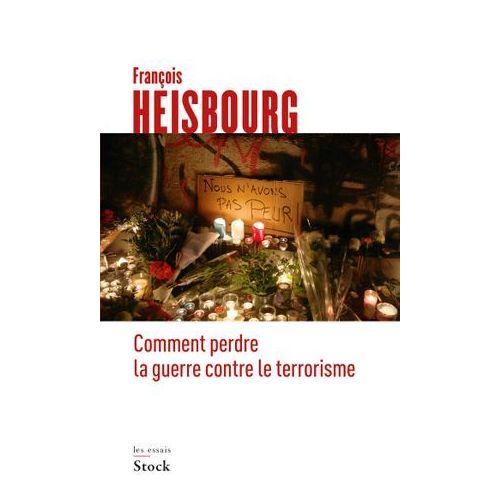 François
HEISBOURG
NOUS N'AVONS
PAS PEUR!
Comment perdre
la guerre contre le terrorisme
les essais
Stock